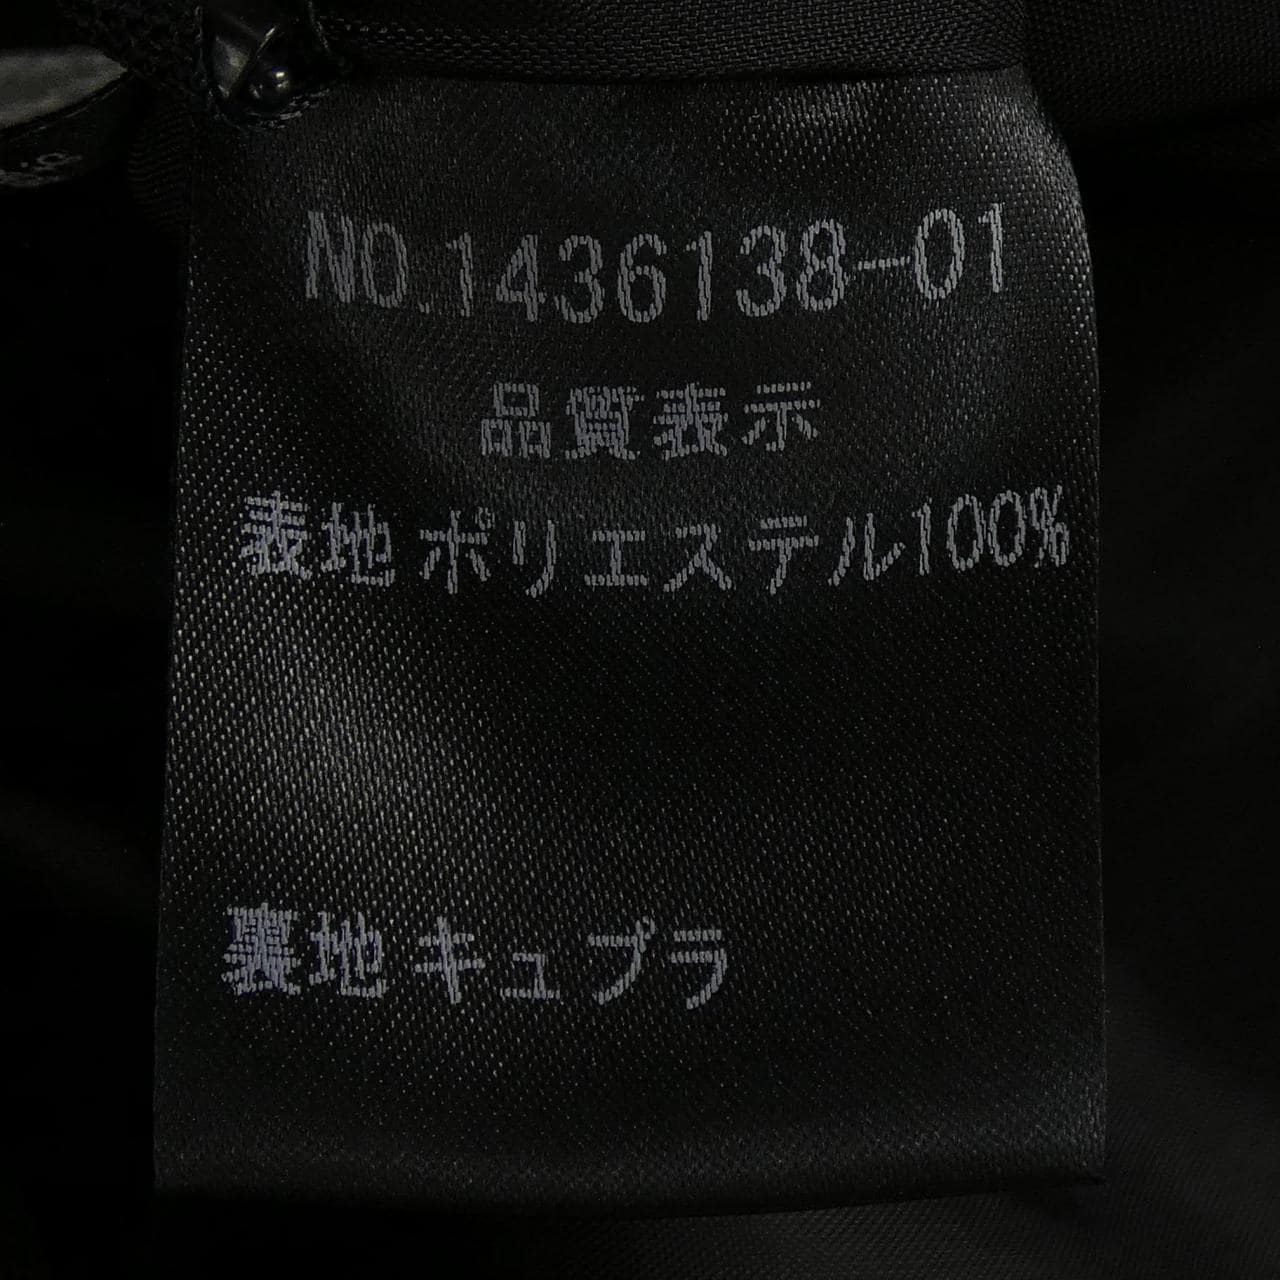 NO.1436138-01
品質表示
表地 ポリエステル100%
裏地 キュプラ